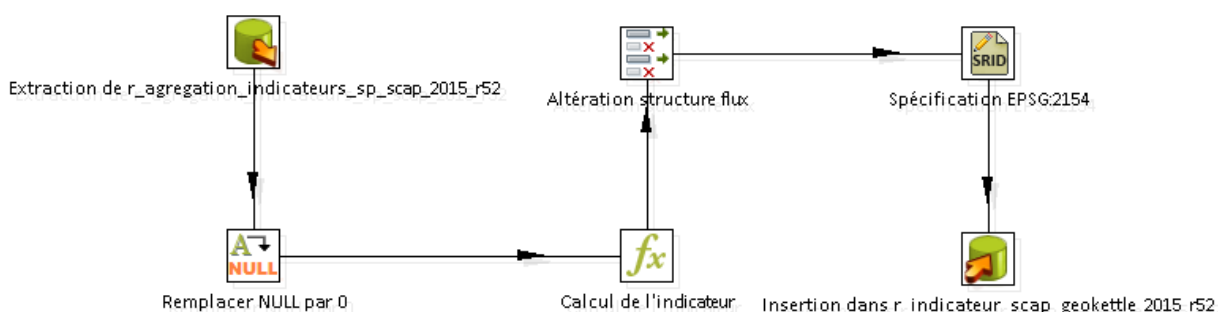 Extraction de r_agregation_indicateurs_sp_scap_2015_r52
Altération structure flux
SRID
Spécification EPSG:2154
A
NULL
Remplacer NULL par 0
fx
Calcul de l'indicateur
Insertion dans r_indicateur_scap_geokettle_2015_r52